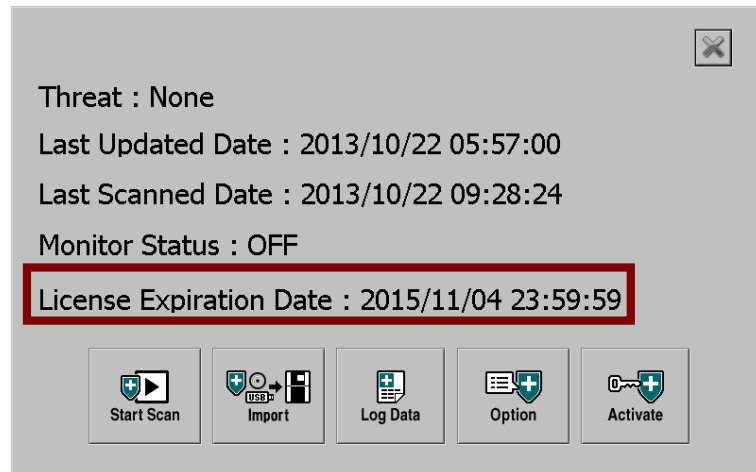 Threat : None
Last Updated Date : 2013/10/22 05:57:00
Last Scanned Date : 2013/10/22 09:28:24
Monitor Status : OFF
License Expiration Date : 2015/11/04 23:59:59
USB
Start Scan Import Log Data Option Activate